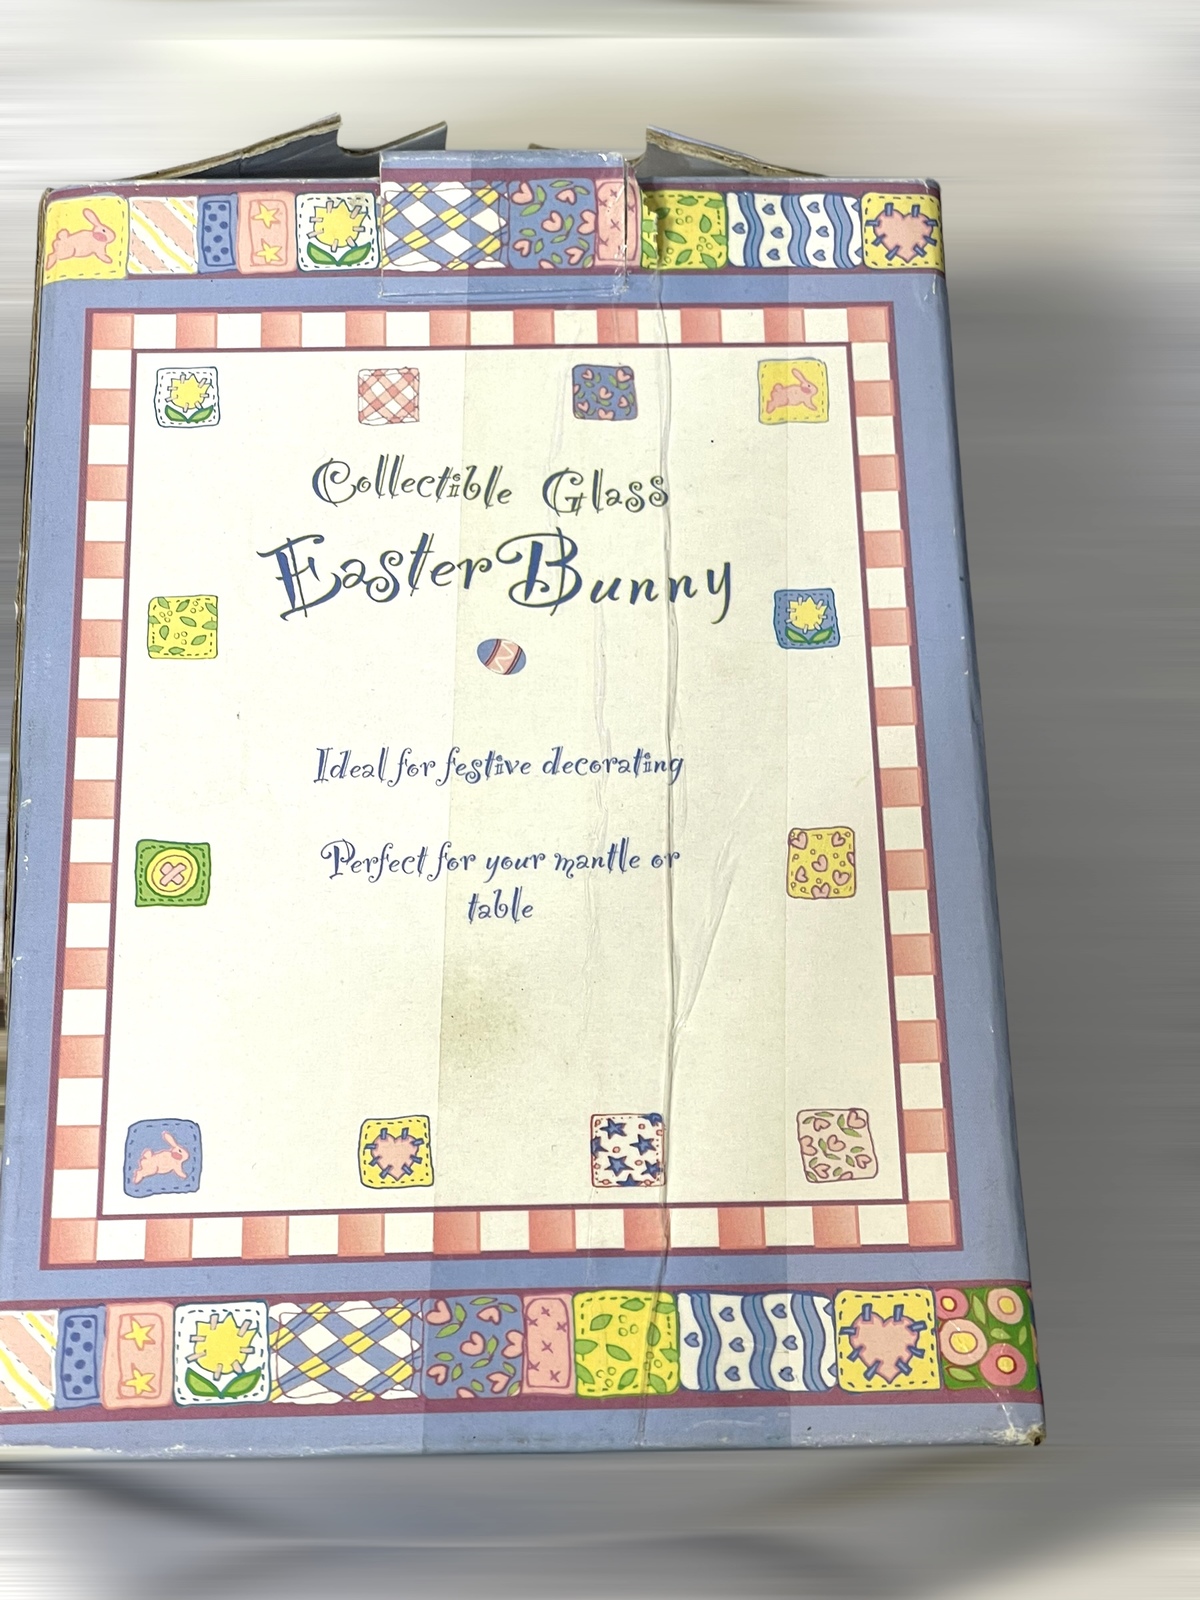 Collectible Glass
Easter Bunny
Ideal for festive decorating
Perfect for your mantle or
table